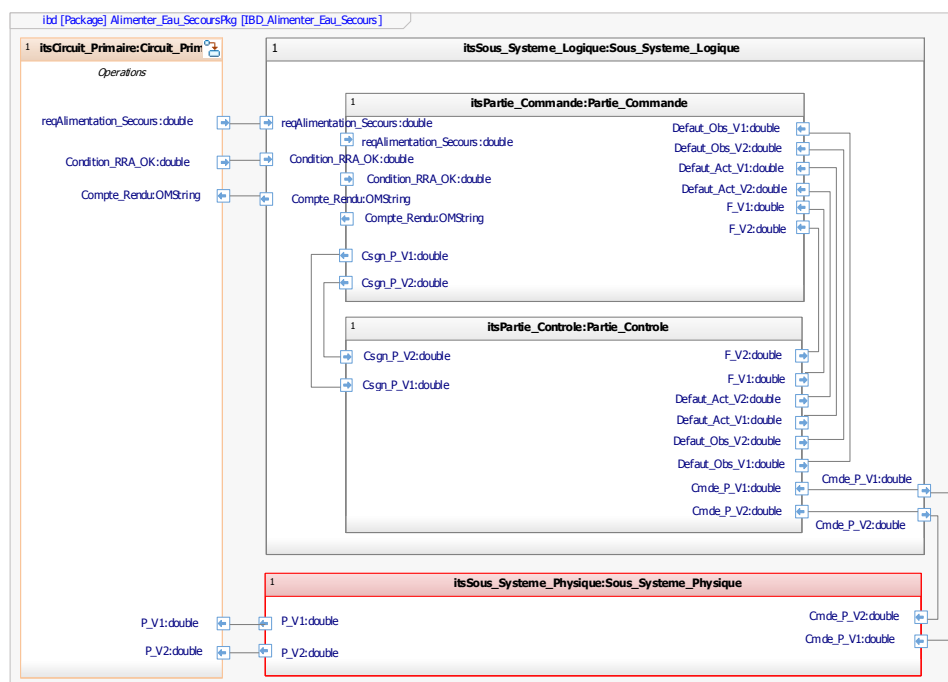 ibd [Package] Alimenter_Eau_SecoursPkg [IBD_Alimenter_Eau_Secours]
1 itsCircuit_Primaire:Circuit_Prim
Operations
reqAlimentation_Secours:double
Condition_RRA_OK:double
Compte_Rendu:OMString
P_V1:double
P_V2:double
1 itsSous_Systeme_Logique:Sous_Systeme_Logique
reqAlimentation_Secours:double
Condition_RRA_OK:double
Compte_Rendu:OMString
1 itsPartie_Commande:Partie_Commande
reqAlimentation_Secours:double
Condition_RRA_OK:double
Compte_Rendu:OMString
Csgn_P_V1:double
Csgn_P_V2:double
Defaut_Obs_V1:double
Defaut_Obs_V2:double
Defaut_Act_V1:double
Defaut_Act_V2:double
F_V1:double
F_V2:double
1 itsPartie_Controle:Partie_Controle
Csgn_P_V2:double
Csgn_P_V1:double
F_V2:double
F_V1:double
Defaut_Act_V2:double
Defaut_Act_V1:double
Defaut_Obs_V2:double
Defaut_Obs_V1:double
Cmde_P_V1:double
Cmde_P_V2:double
Cmde_P_V1:double
Cmde_P_V2:double
1 itsSous_Systeme_Physique:Sous_Systeme_Physique
P_V1:double
P_V2:double
Cmde_P_V2:double
Cmde_P_V1:double